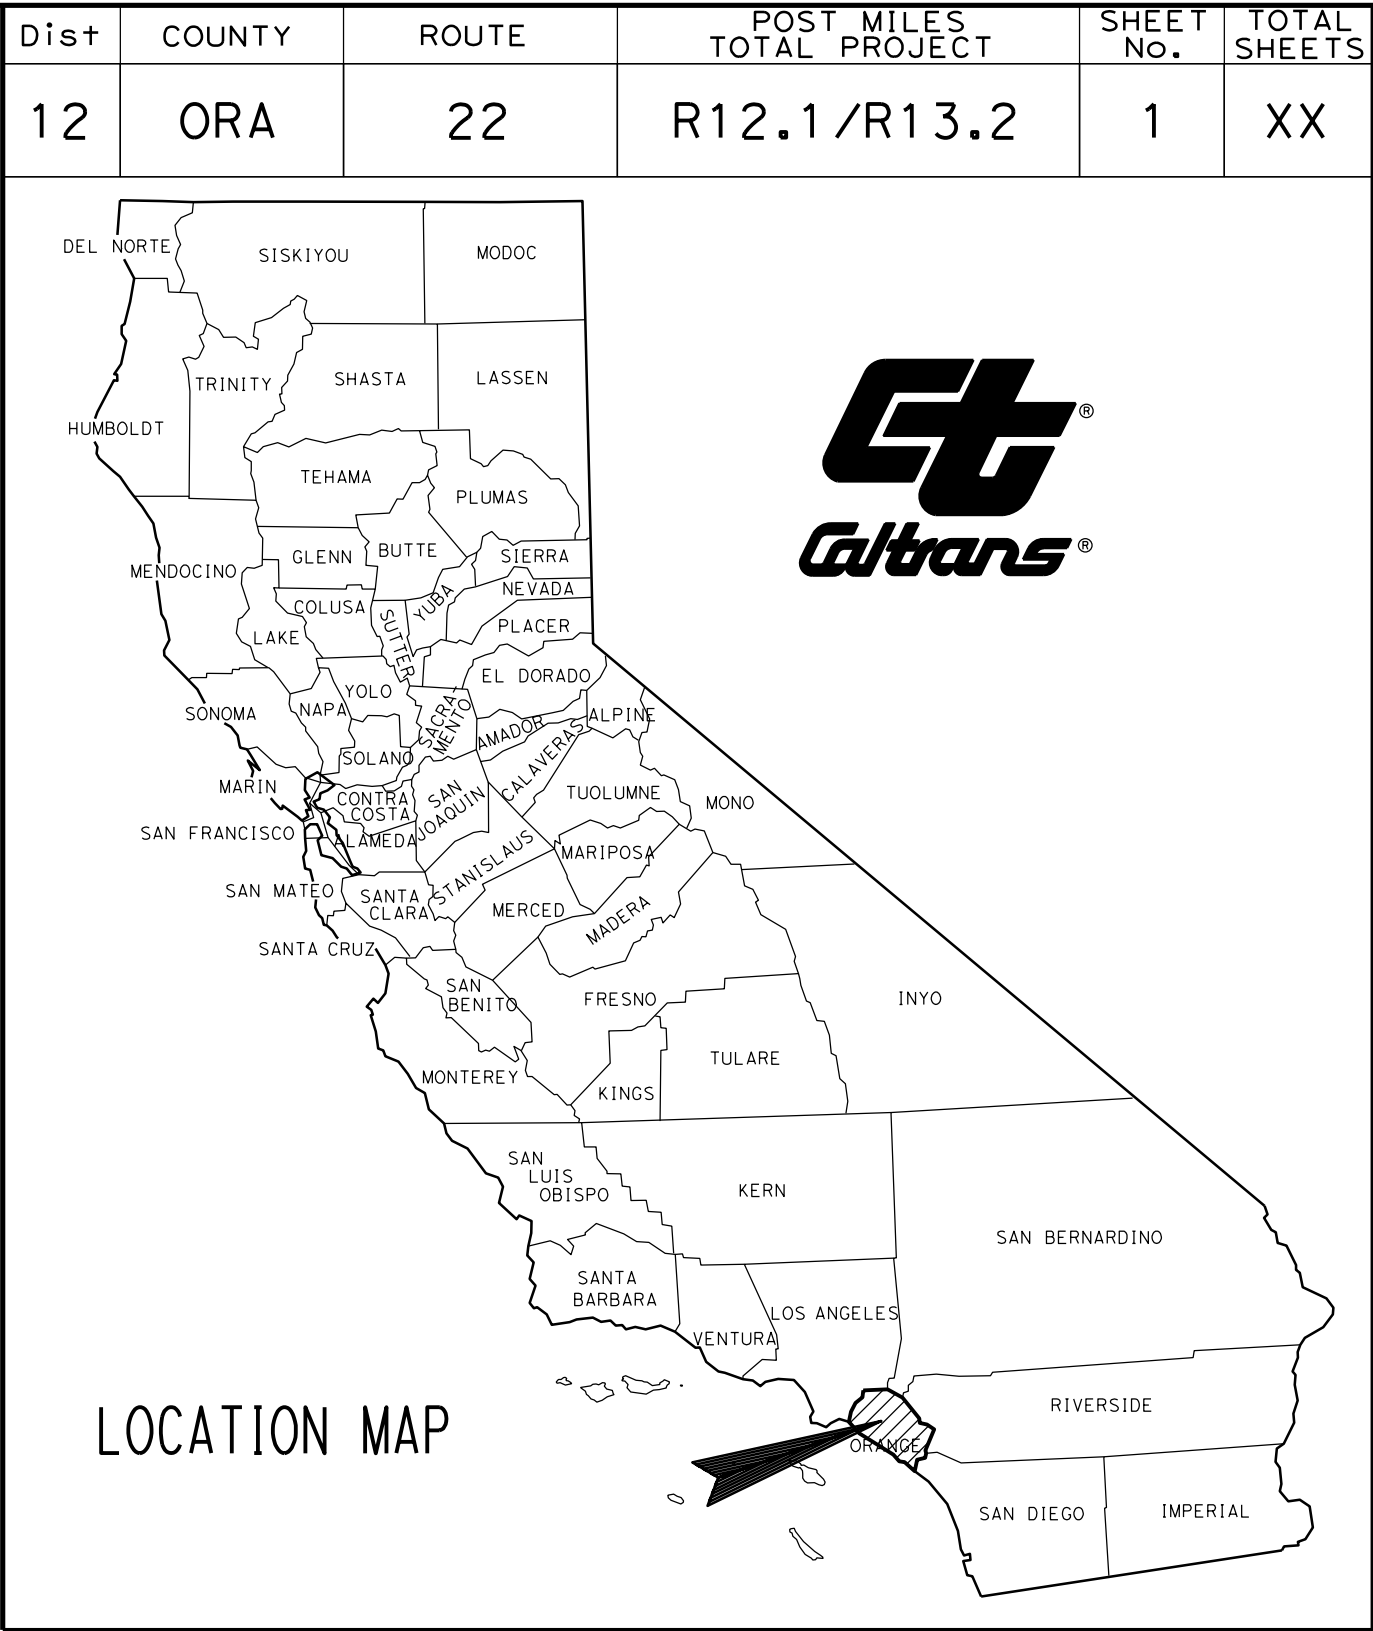 Dist COUNTY ROUTE POST MILES TOTAL PROJECT SHEET No. TOTAL SHEETS
12 ORA 22 R12.1/R13.2 1 XX
DEL NORTE
SISKIYOU
MODOC
TRINITY
SHASTA
LASSEN
HUMBOLDT
TEHAMA
PLUMAS
MENDOCINO
GLENN
BUTTE
SIERRA
NEVADA
COLUSA
SUTTER
YUBA
PLACER
LAKE
EL DORADO
YOLO
SONOMA
NAPA
SACRA-
MENTO
AMADOR
ALPINE
SOLANO
CALAVERAS
MARIN
CONTRA
COSTA
SAN
JOAQUIN
TUOLUMNE
MONO
SAN FRANCISCO
ALAMEDA
STANISLAUS
MARIPOSA
SAN MATEO
SANTA
CLARA
MERCED
MADERA
SANTA CRUZ
SAN
BENITO
FRESNO
INYO
MONTEREY
KINGS
TULARE
SAN
LUIS
OBISPO
KERN
SAN BERNARDINO
SANTA
BARBARA
VENTURA
LOS ANGELES
RIVERSIDE
ORANGE
SAN DIEGO
IMPERIAL
Ct ®
Caltrans ®
LOCATION MAP